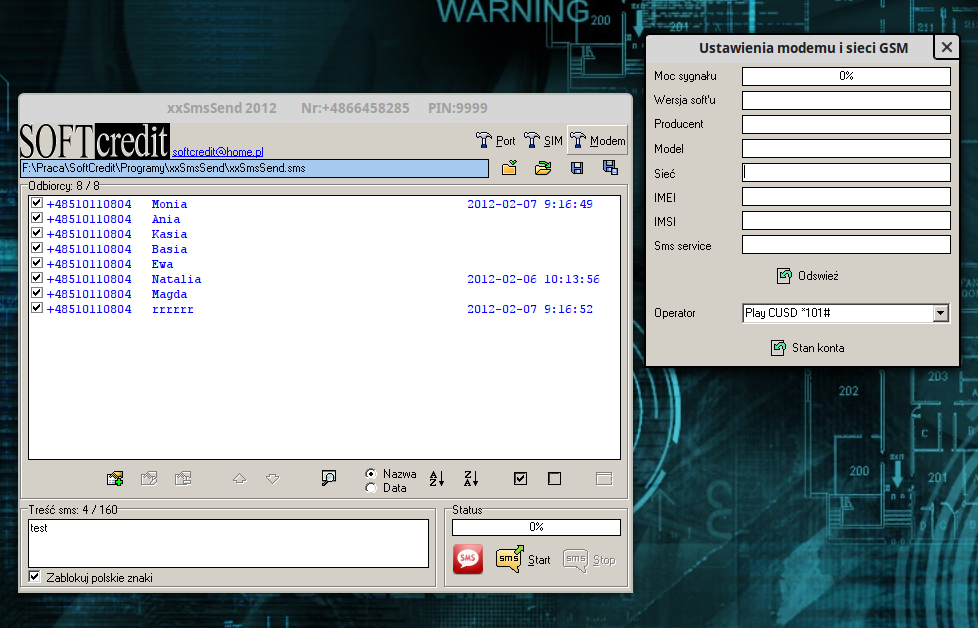 WARNING
200
201
xxSmsSend 2012 Nr:+4866458285 PIN:9999
SOFTcredit softcredit@home.pl
Port SIM Modem
F:\Praca\SoftCredit\Programy\xxSmsSend\xxSmsSend.sms
Odbiorcy: 8 / 8
+48510110804 Monia 2012-02-07 9:16:49
+48510110804 Ania
+48510110804 Kasia
+48510110804 Basia
+48510110804 Ewa
+48510110804 Natalia 2012-02-06 10:13:56
+48510110804 Magda
+48510110804 rrrrrr 2012-02-07 9:16:52
Nazwa
Data
A Z
Z A
Treść sms: 4 / 160
test
Zablokuj polskie znaki
Status
0%
SMS
sms Start
sms Stop
Ustawienia modemu i sieci GSM
Moc sygnału 0%
Wersja soft'u
Producent
Model
Sieć
IMEI
IMSI
Sms service
Odswież
Operator Play CUSD *101#
Stan konta
202
203
C
200
201